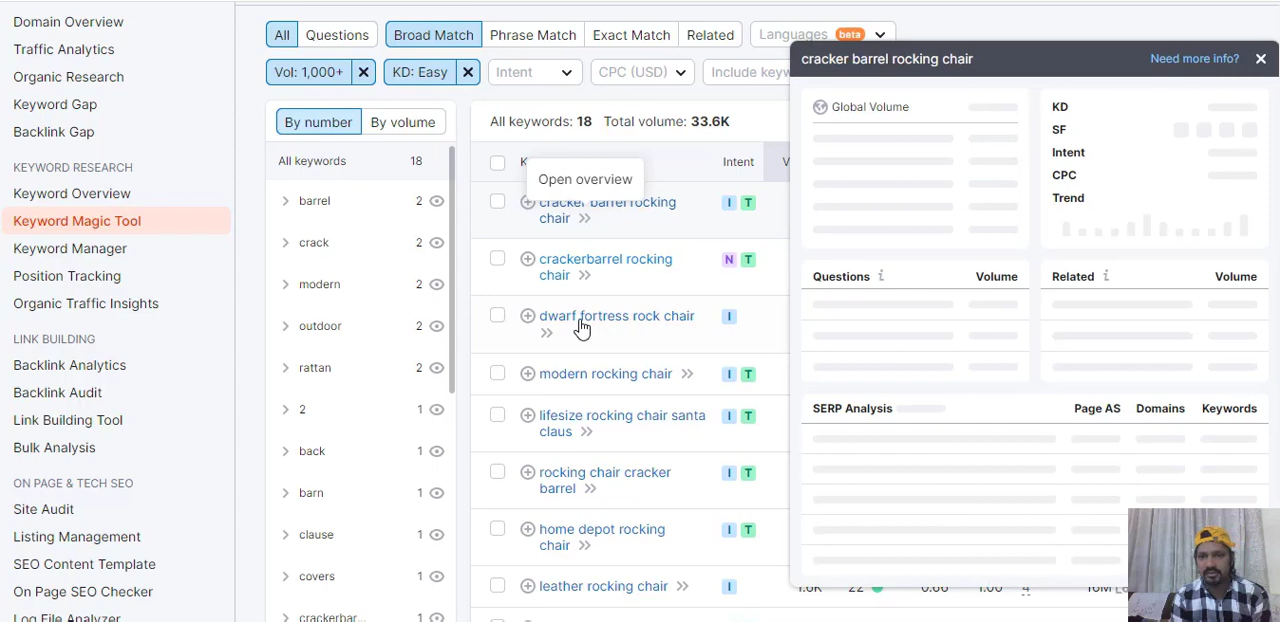 Domain Overview
Traffic Analytics
Organic Research
Keyword Gap
Backlink Gap
KEYWORD RESEARCH
Keyword Overview
Keyword Magic Tool
Keyword Manager
Position Tracking
Organic Traffic Insights
LINK BUILDING
Backlink Analytics
Backlink Audit
Link Building Tool
Bulk Analysis
ON PAGE & TECH SEO
Site Audit
Listing Management
SEO Content Template
On Page SEO Checker
Log File Analyzer
All Questions Broad Match Phrase Match Exact Match Related Languages beta
Vol: 1,000+ KD: Easy Intent CPC (USD) Include keyw
By number By volume
All keywords 18
barrel 2
crack 2
modern 2
outdoor 2
rattan 2
2 1
back 1
barn 1
clause 1
covers 1
crackerbar...
All keywords: 18 Total volume: 33.6K
K Intent V
Open overview
cracker barrel rocking
chair I T
crackerbarrel rocking
chair N T
dwarf fortress rock chair I
modern rocking chair I T
lifesize rocking chair santa
claus I T
rocking chair cracker
barrel I T
home depot rocking
chair I T
leather rocking chair I
1.6K 22 0.66 1.00 4 16M
cracker barrel rocking chair Need more info?
Global Volume
KD
SF
Intent
CPC
Trend
Questions i Volume
Related i Volume
SERP Analysis Page AS Domains Keywords